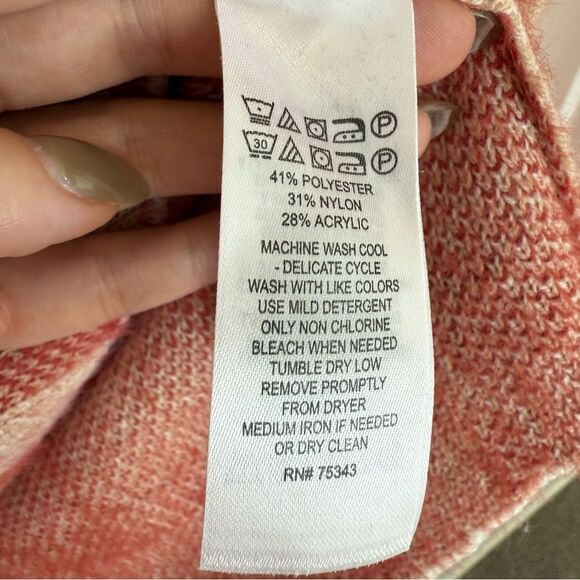 P
30 P
41% POLYESTER
31% NYLON
28% ACRYLIC
MACHINE WASH COOL
- DELICATE CYCLE
WASH WITH LIKE COLORS
USE MILD DETERGENT
ONLY NON CHLORINE
BLEACH WHEN NEEDED
TUMBLE DRY LOW
REMOVE PROMPTLY
FROM DRYER
MEDIUM IRON IF NEEDED
OR DRY CLEAN
RN# 75343